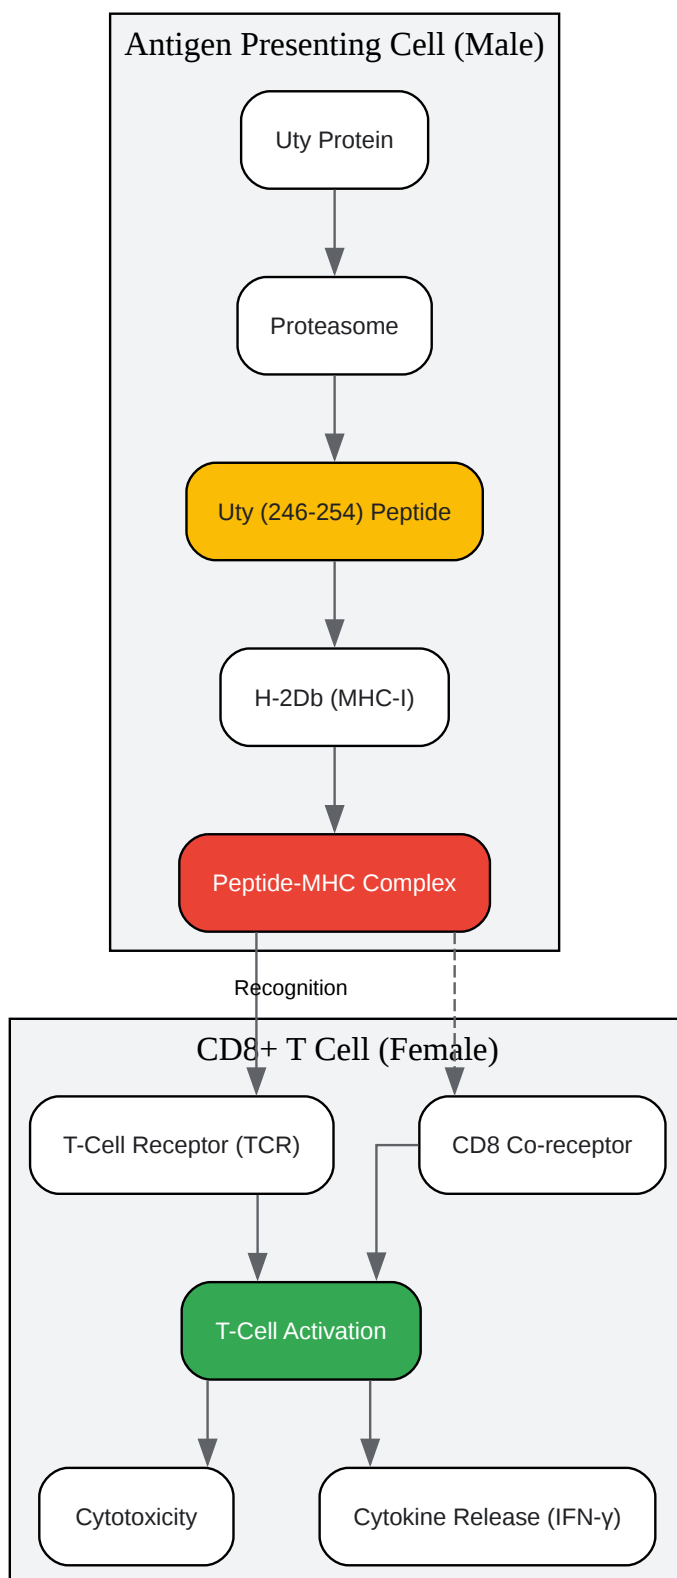 Antigen Presenting Cell (Male)
Uty Protein
Proteasome
Uty (246-254) Peptide
H-2Db (MHC-I)
Peptide-MHC Complex
Recognition
CD8+ T Cell (Female)
T-Cell Receptor (TCR)
CD8 Co-receptor
T-Cell Activation
Cytotoxicity
Cytokine Release (IFN-γ)